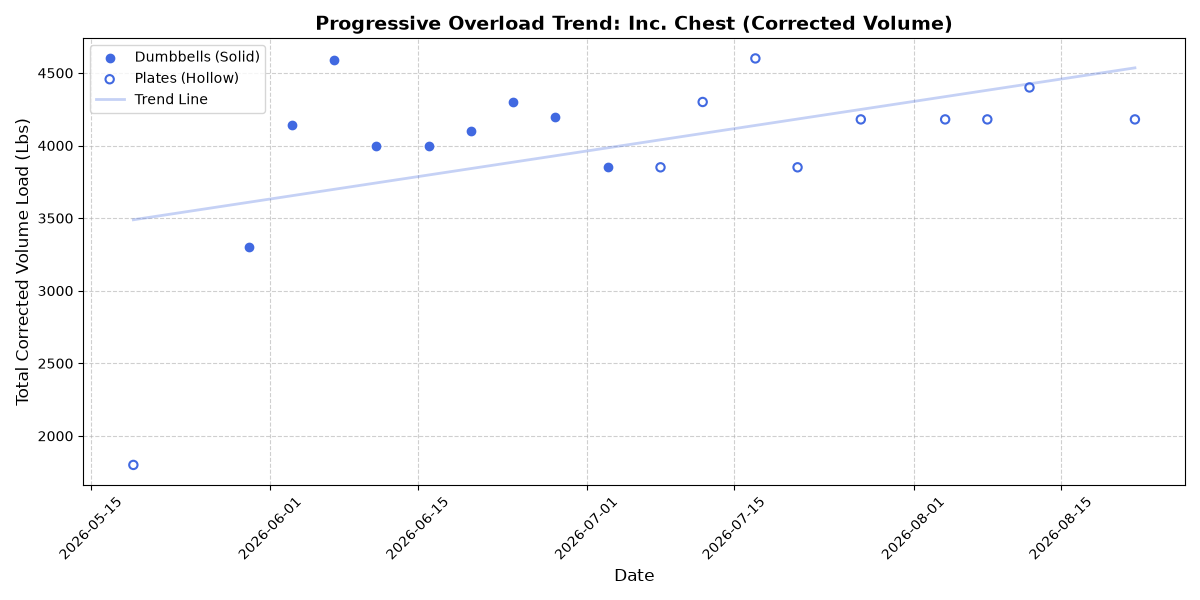 Progressive Overload Trend: Inc. Chest (Corrected Volume)
Dumbbells (Solid)
Plates (Hollow)
Trend Line
Total Corrected Volume Load (Lbs)
4500
4000
3500
3000
2500
2000
2026-05-15
2026-06-01
2026-06-15
2026-07-01
2026-07-15
2026-08-01
2026-08-15
Date